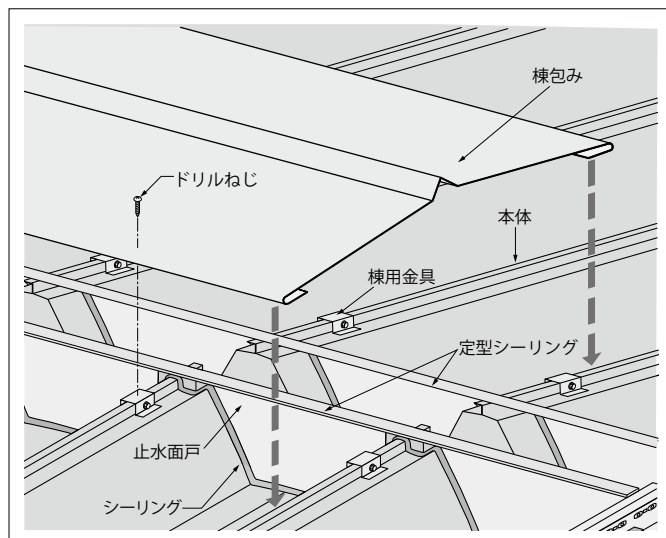 棟包み
ドリルねじ
本体
棟用金具
定型シーリング
止水面戸
シーリング